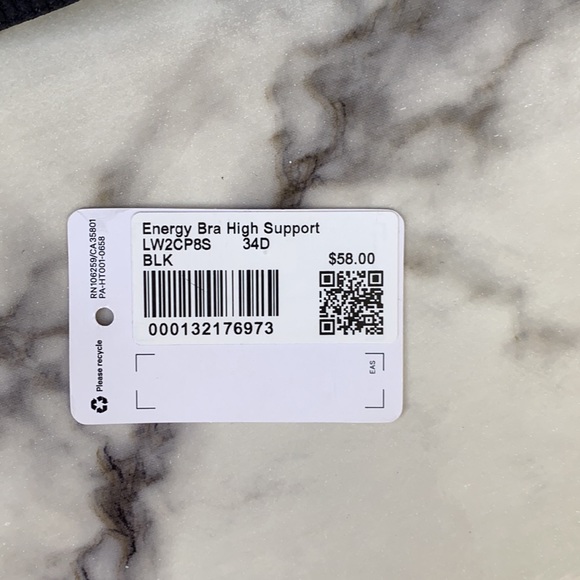 Energy Bra High Support
LW2CP8S 34D
BLK $58.00
000132176973
RN106259/CA35801
PA-HT001-0658
Please recycle
EAS